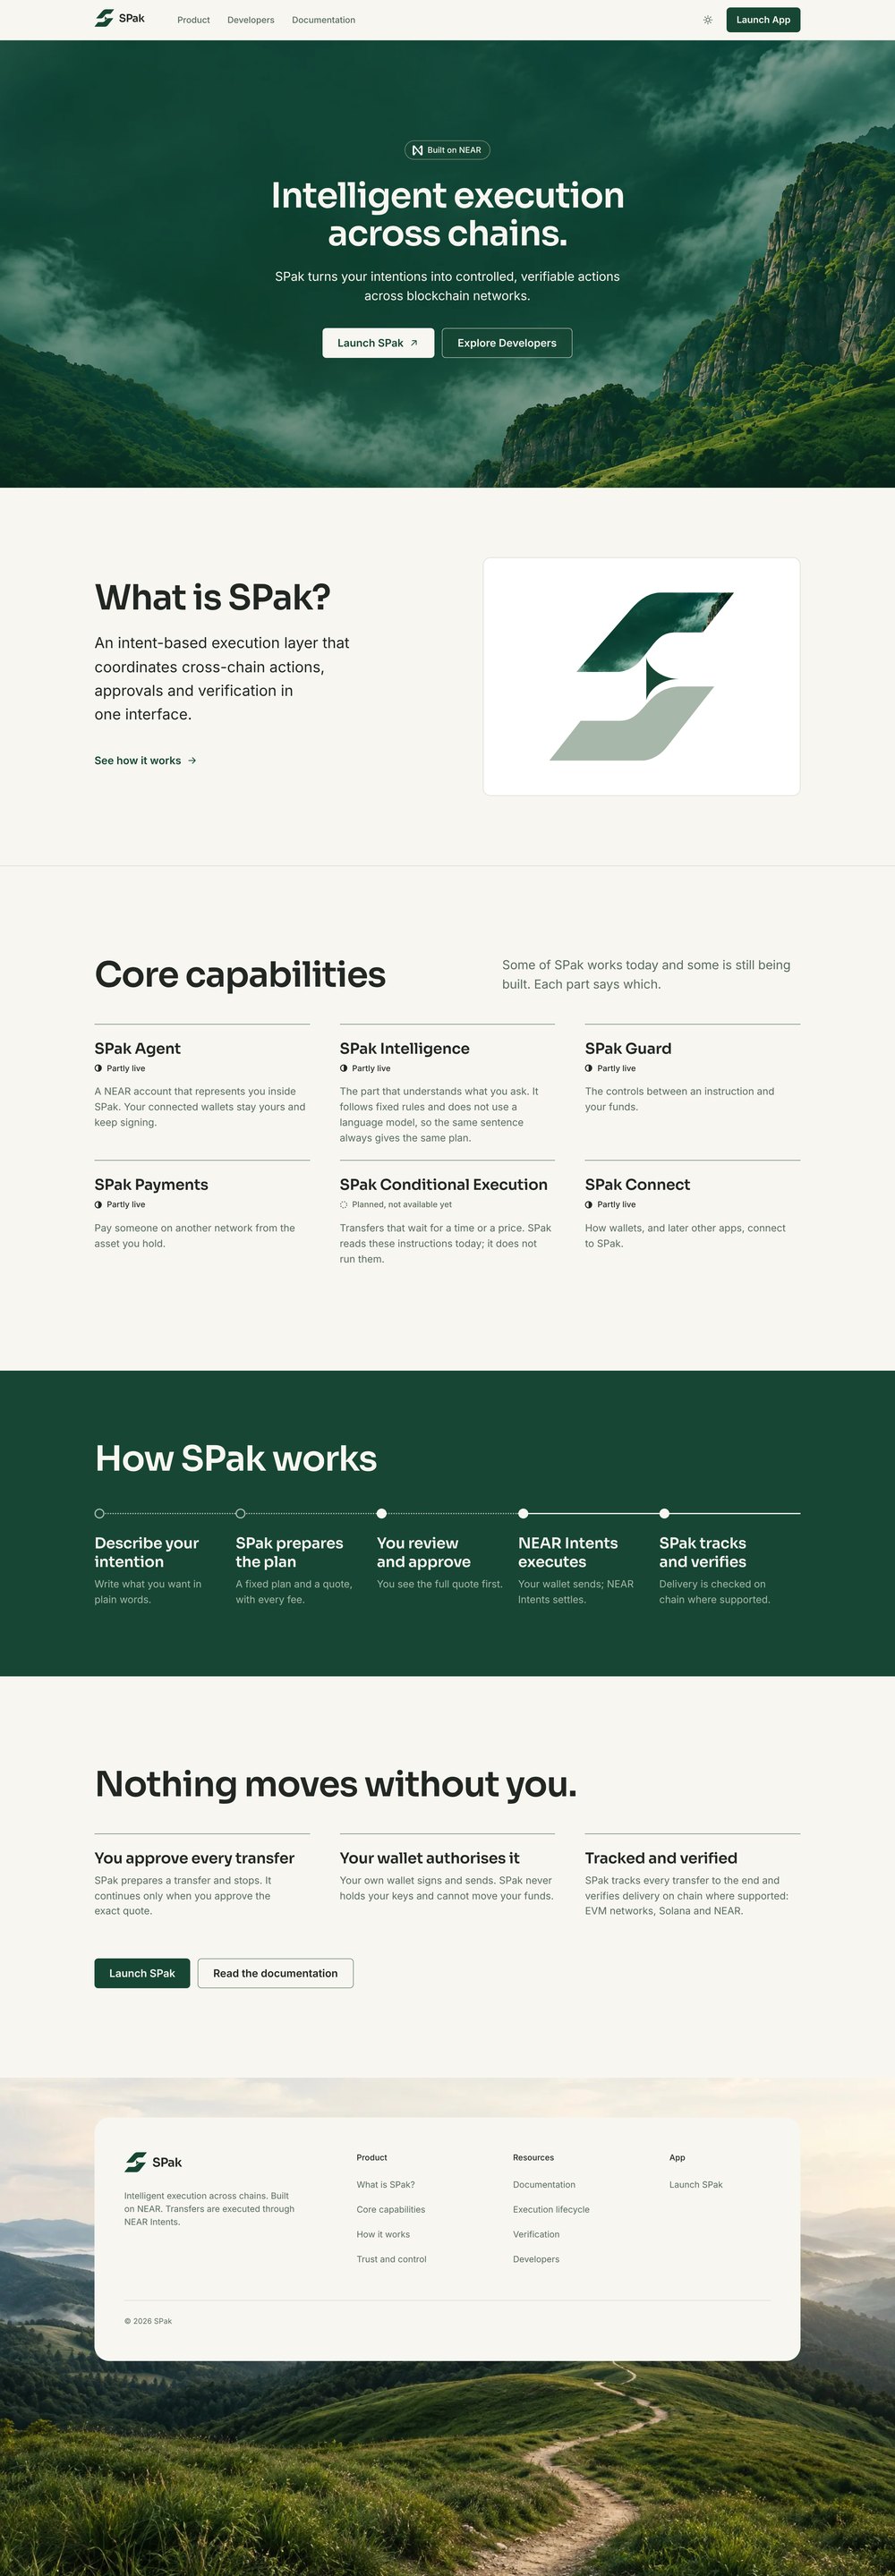 SPak
Product
Developers
Documentation
Launch App
Built on NEAR
Intelligent execution
across chains.
SPak turns your intentions into controlled, verifiable actions
across blockchain networks.
Launch SPak
Explore Developers
What is SPak?
An intent-based execution layer that
coordinates cross-chain actions,
approvals and verification in
one interface.
See how it works
Core capabilities
Some of SPak works today and some is still being
built. Each part says which.
SPak Agent
Partly live
A NEAR account that represents you inside
SPak. Your connected wallets stay yours and
keep signing.
SPak Intelligence
Partly live
The part that understands what you ask. It
follows fixed rules and does not use a
language model, so the same sentence
always gives the same plan.
SPak Guard
Partly live
The controls between an instruction and
your funds.
SPak Payments
Partly live
Pay someone on another network from the
asset you hold.
SPak Conditional Execution
Planned, not available yet
Transfers that wait for a time or a price. SPak
reads these instructions today; it does not
run them.
SPak Connect
Partly live
How wallets, and later other apps, connect
to SPak.
How SPak works
Describe your
intention
Write what you want in
plain words.
SPak prepares
the plan
A fixed plan and a quote,
with every fee.
You review
and approve
You see the full quote first.
NEAR Intents
executes
Your wallet sends; NEAR
Intents settles.
SPak tracks
and verifies
Delivery is checked on
chain where supported.
Nothing moves without you.
You approve every transfer
SPak prepares a transfer and stops. It
continues only when you approve the
exact quote.
Your wallet authorises it
Your own wallet signs and sends. SPak never
holds your keys and cannot move your funds.
Tracked and verified
SPak tracks every transfer to the end and
verifies delivery on chain where supported:
EVM networks, Solana and NEAR.
Launch SPak
Read the documentation
SPak
Intelligent execution across chains. Built
on NEAR. Transfers are executed through
NEAR Intents.
Product
What is SPak?
Core capabilities
How it works
Trust and control
Resources
Documentation
Execution lifecycle
Verification
Developers
App
Launch SPak
© 2026 SPak